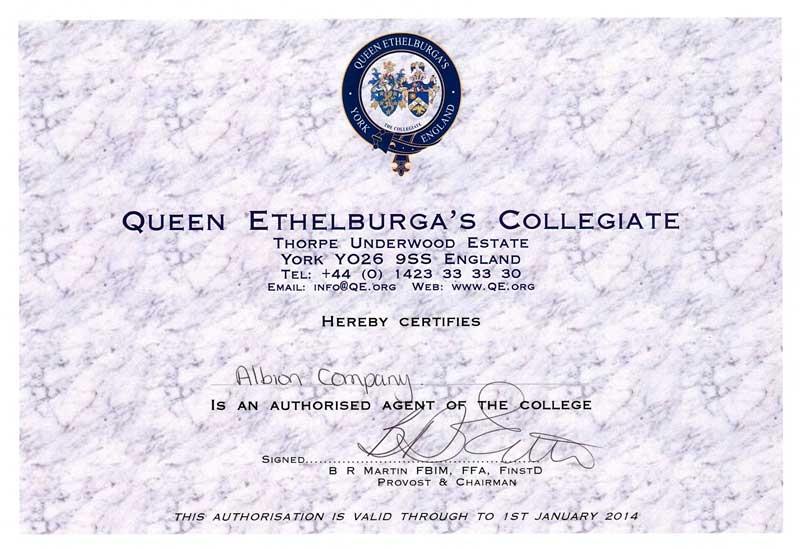 QUEEN ETHELBURGA'S
YORK ENGLAND
THE COLLEGIATE
QUEEN ETHELBURGA'S COLLEGIATE
THORPE UNDERWOOD ESTATE
YORK YO26 9SS ENGLAND
TEL: +44 (0) 1423 33 33 30
EMAIL: INFO@QE.ORG WEB: WWW.QE.ORG
HEREBY CERTIFIES
Albion Company
IS AN AUTHORISED AGENT OF THE COLLEGE
SIGNED..............................
B R MARTIN FBIM, FFA, FINSTD
PROVOST & CHAIRMAN
THIS AUTHORISATION IS VALID THROUGH TO 1ST JANUARY 2014